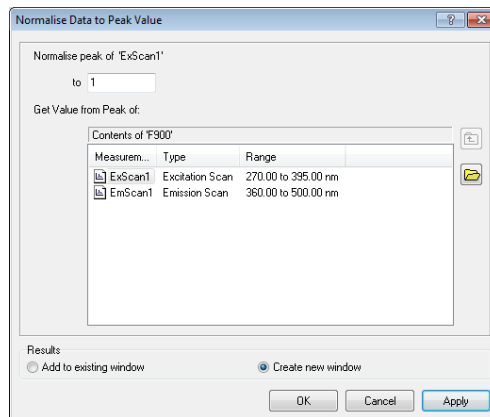 Normalise Data to Peak Value
Normalise peak of 'ExScan1'
to 1
Get Value from Peak of:
Contents of 'F900'
Measurem... Type Range
ExScan1 Excitation Scan 270.00 to 395.00 nm
EmScan1 Emission Scan 360.00 to 500.00 nm
Results
Add to existing window Create new window
OK Cancel Apply